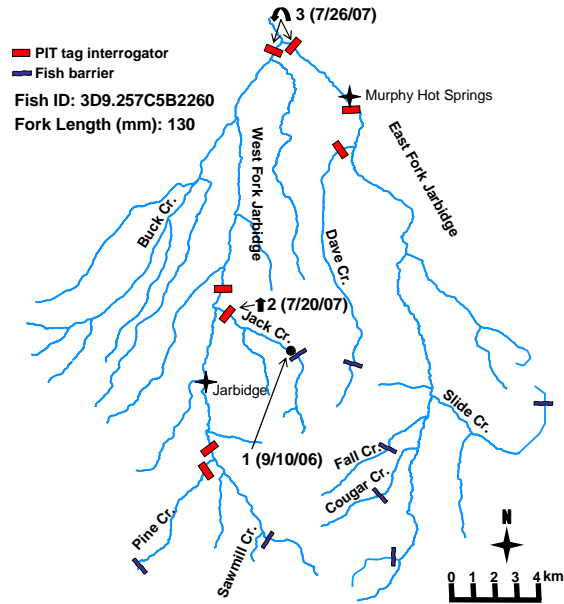 3 (7/26/07)
PIT tag interrogator
Fish barrier
Fish ID: 3D9.257C5B2260
Fork Length (mm): 130
Murphy Hot Springs
West Fork Jarbidge
East Fork Jarbidge
Buck Cr.
Dave Cr.
2 (7/20/07)
Jack Cr.
Jarbidge
Slide Cr.
1 (9/10/06)
Fall Cr.
Cougar Cr.
Pine Cr.
Sawmill Cr.
N
0 1 2 3 4 km